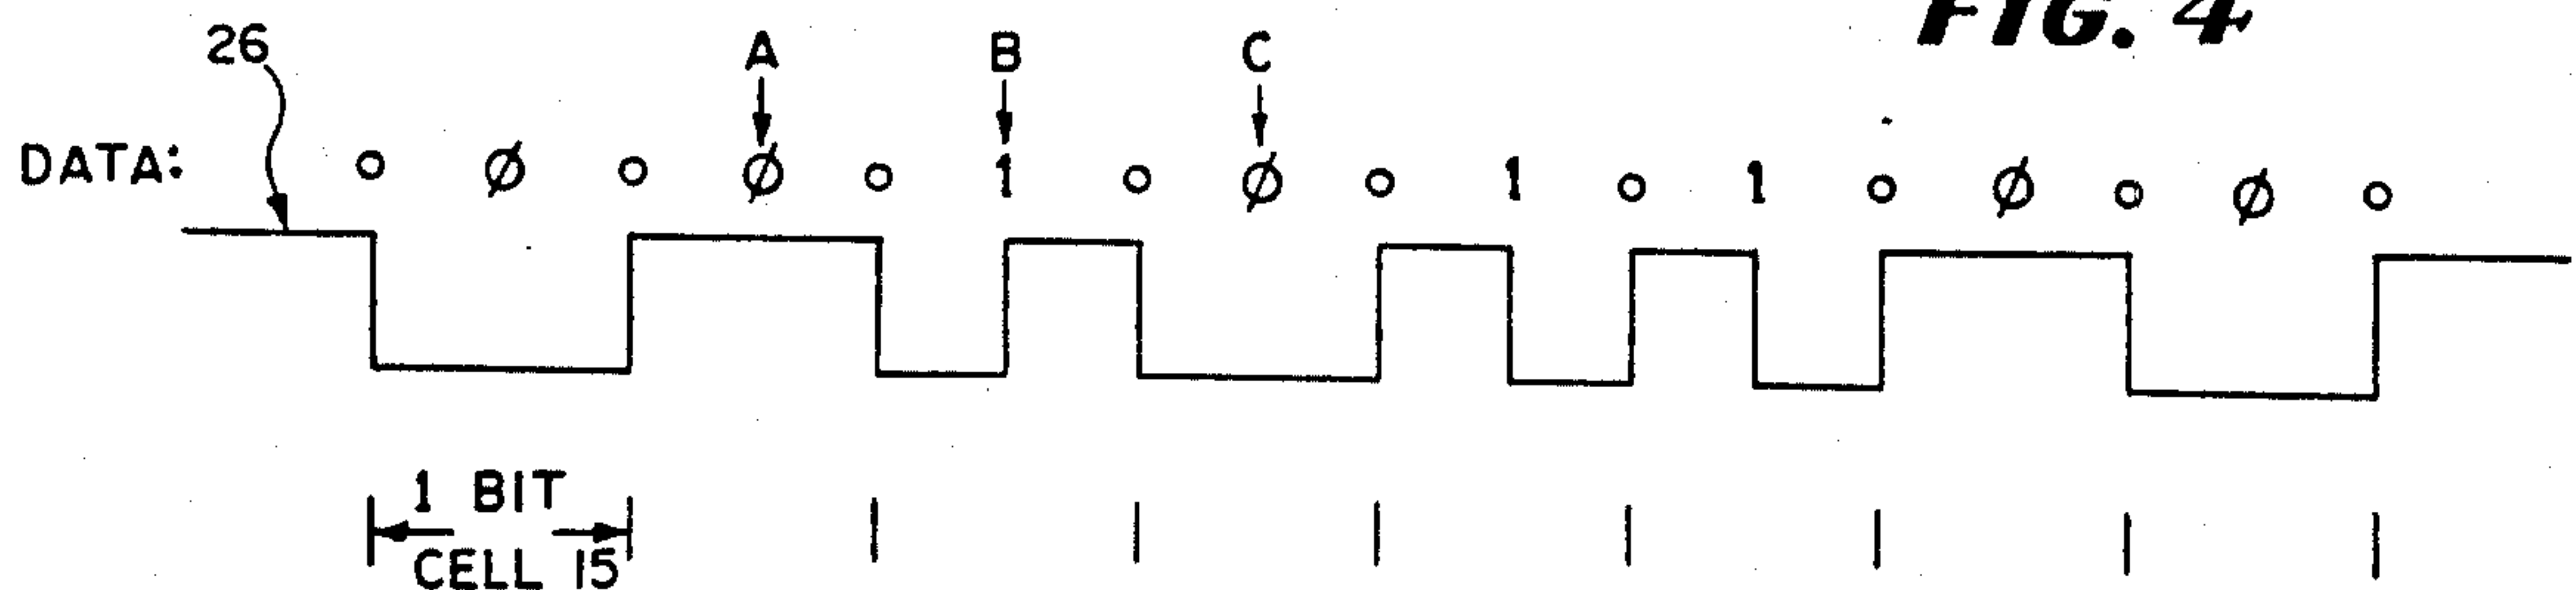 FIG. 4
26 A B C
DATA: o Ø o Ø o 1 o Ø o 1 o 1 o Ø o Ø o
1 BIT
CELL 15